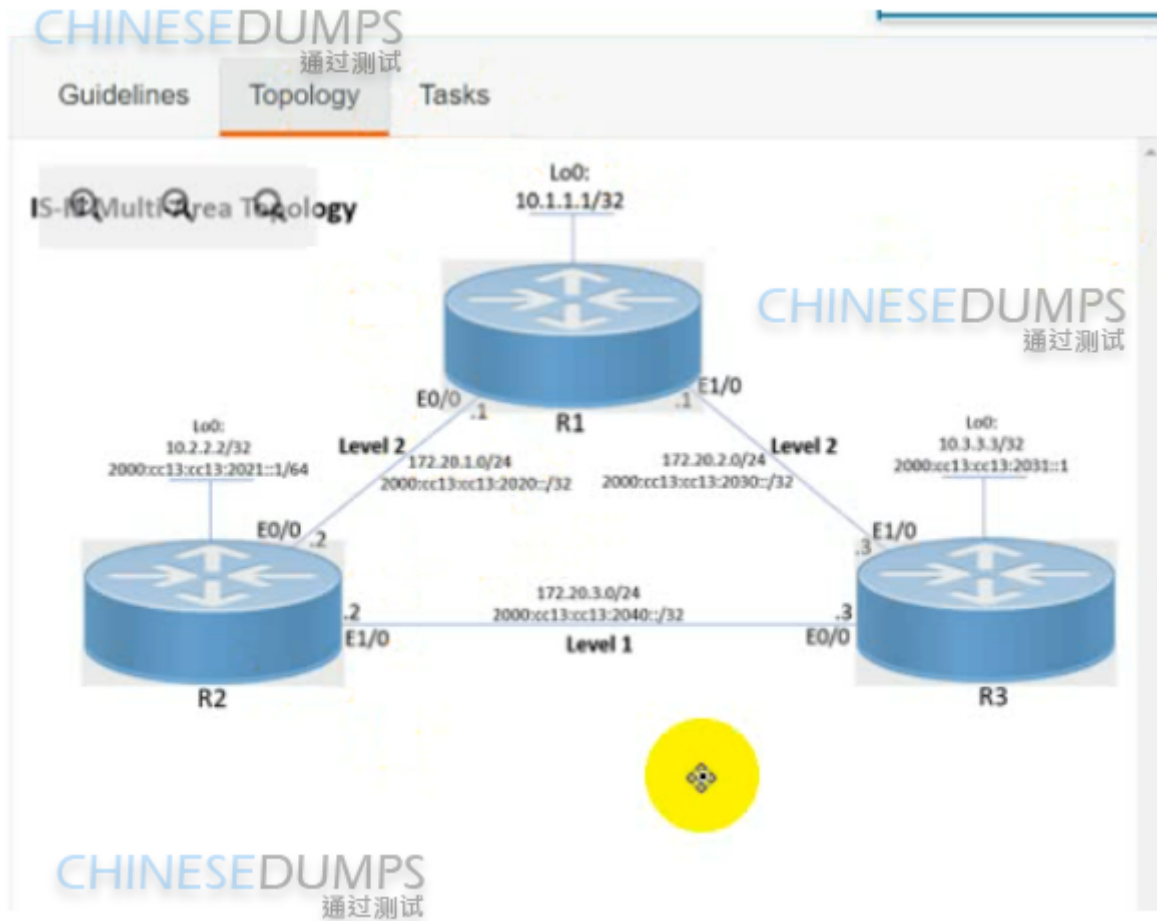 CHINESEDUMPS
通过测试
Guidelines
Topology
Tasks
IS-IS Multi-Area Topology
Lo0:
10.1.1.1/32
CHINESEDUMPS
通过测试
E0/0
.1
E1/0
.1
R1
Lo0:
10.2.2.2/32
2000:cc13:cc13:2021::1/64
Level 2
172.20.1.0/24
2000:cc13:cc13:2020::/32
Level 2
172.20.2.0/24
2000:cc13:cc13:2030::/32
Lo0:
10.3.3.3/32
2000:cc13:cc13:2031::1
E0/0
.2
E1/0
.3
172.20.3.0/24
2000:cc13:cc13:2040::/32
.2
E1/0
Level 1
.3
E0/0
R2
R3
CHINESEDUMPS
通过测试